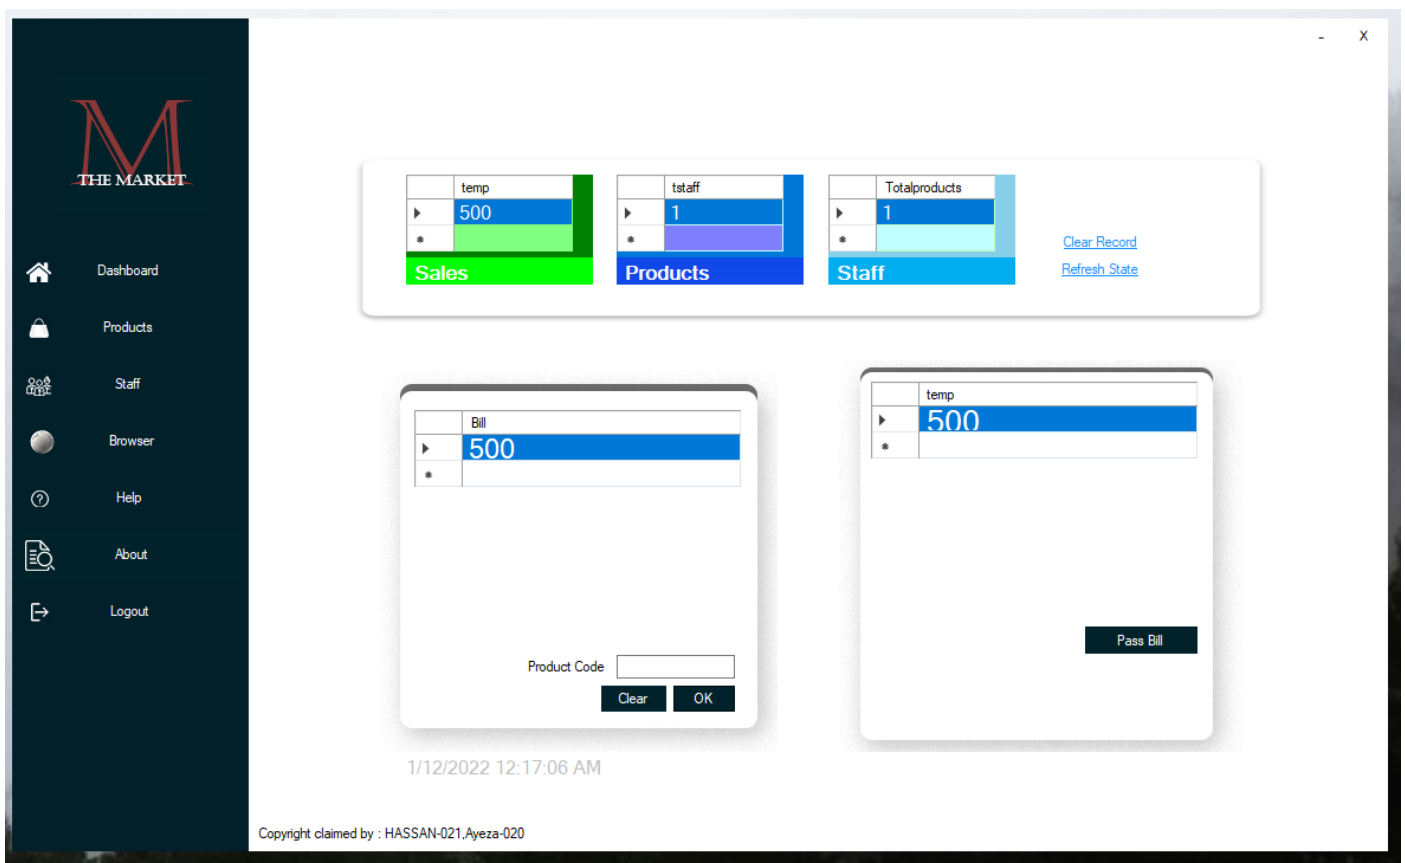 - X
M
THE MARKET
Dashboard
Products
Staff
Browser
Help
About
Logout
temp
500
Sales
tstaff
1
Products
Totalproducts
1
Staff
Clear Record
Refresh State
Bill
500
Product Code
Clear OK
temp
500
Pass Bill
1/12/2022 12:17:06 AM
Copyright claimed by : HASSAN-021,Ayeza-020